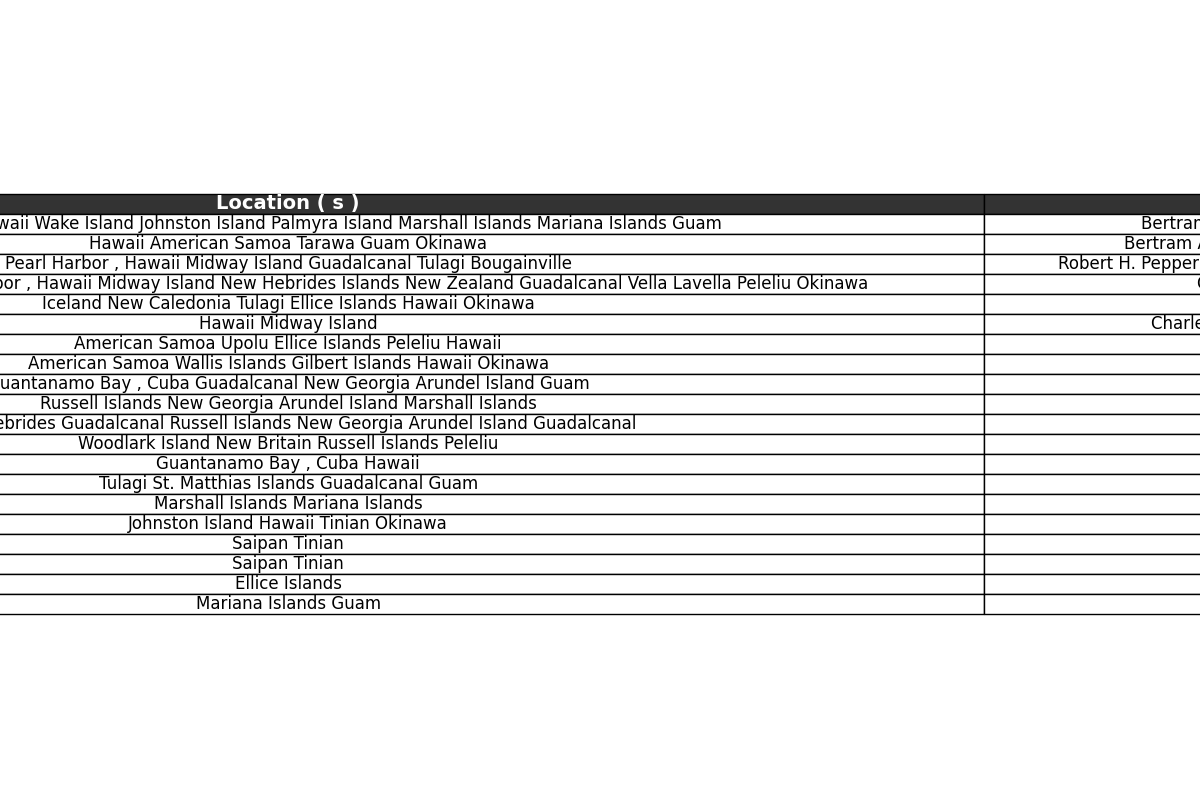 Location ( s )
Wake Island Johnston Island Palmyra Island Marshall Islands Mariana Islands Guam
Hawaii American Samoa Tarawa Guam Okinawa Bertram
Pearl Harbor , Hawaii Midway Island Guadalcanal Tulagi Bougainville Robert H. Pepper
, Hawaii Midway Island New Hebrides Islands New Zealand Guadalcanal Vella Lavella Peleliu Okinawa
Iceland New Caledonia Tulagi Ellice Islands Hawaii Okinawa
Hawaii Midway Island
American Samoa Upolu Ellice Islands Peleliu Hawaii
American Samoa Wallis Islands Gilbert Islands Hawaii Okinawa
Bay , Cuba Guadalcanal New Georgia Arundel Island Guam
Russell Islands New Georgia Arundel Island Marshall Islands
Guadalcanal Russell Islands New Georgia Arundel Island Guadalcanal
Woodlark Island New Britain Russell Islands Peleliu
Guantanamo Bay , Cuba Hawaii
Tulagi St. Matthias Islands Guadalcanal Guam
Marshall Islands Mariana Islands
Johnston Island Hawaii Tinian Okinawa
Saipan Tinian
Saipan Tinian
Ellice Islands
Mariana Islands Guam